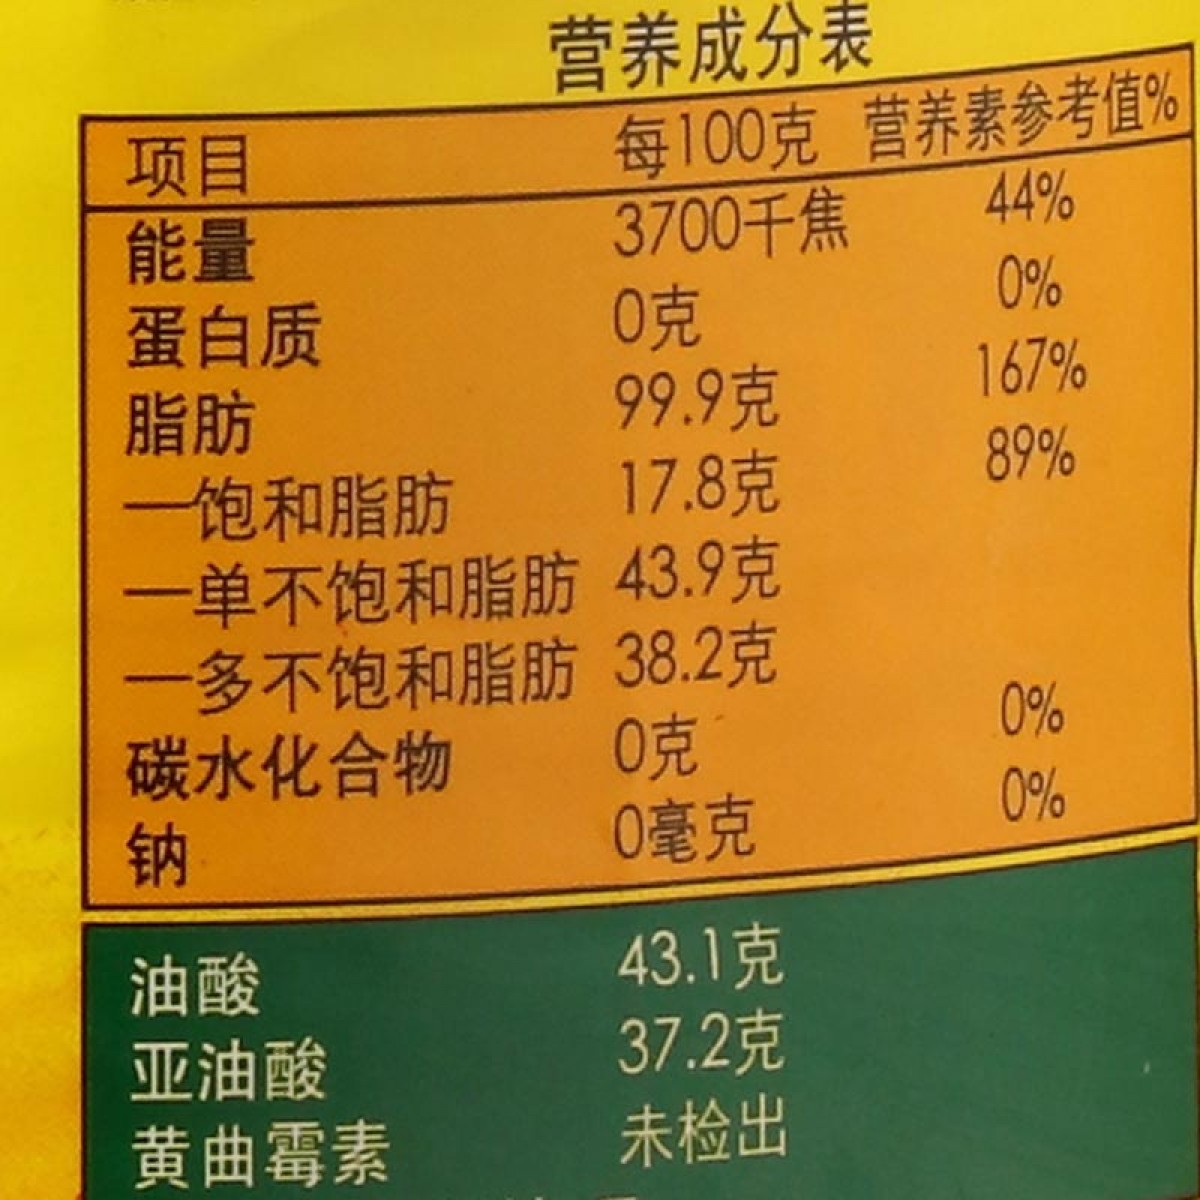 营养成分表
项目 每100克 营养素参考值%
能量 3700千焦 44%
蛋白质 0克 0%
脂肪 99.9克 167%
—饱和脂肪 17.8克 89%
—单不饱和脂肪 43.9克
—多不饱和脂肪 38.2克
碳水化合物 0克 0%
钠 0毫克 0%
油酸 43.1克
亚油酸 37.2克
黄曲霉素 未检出